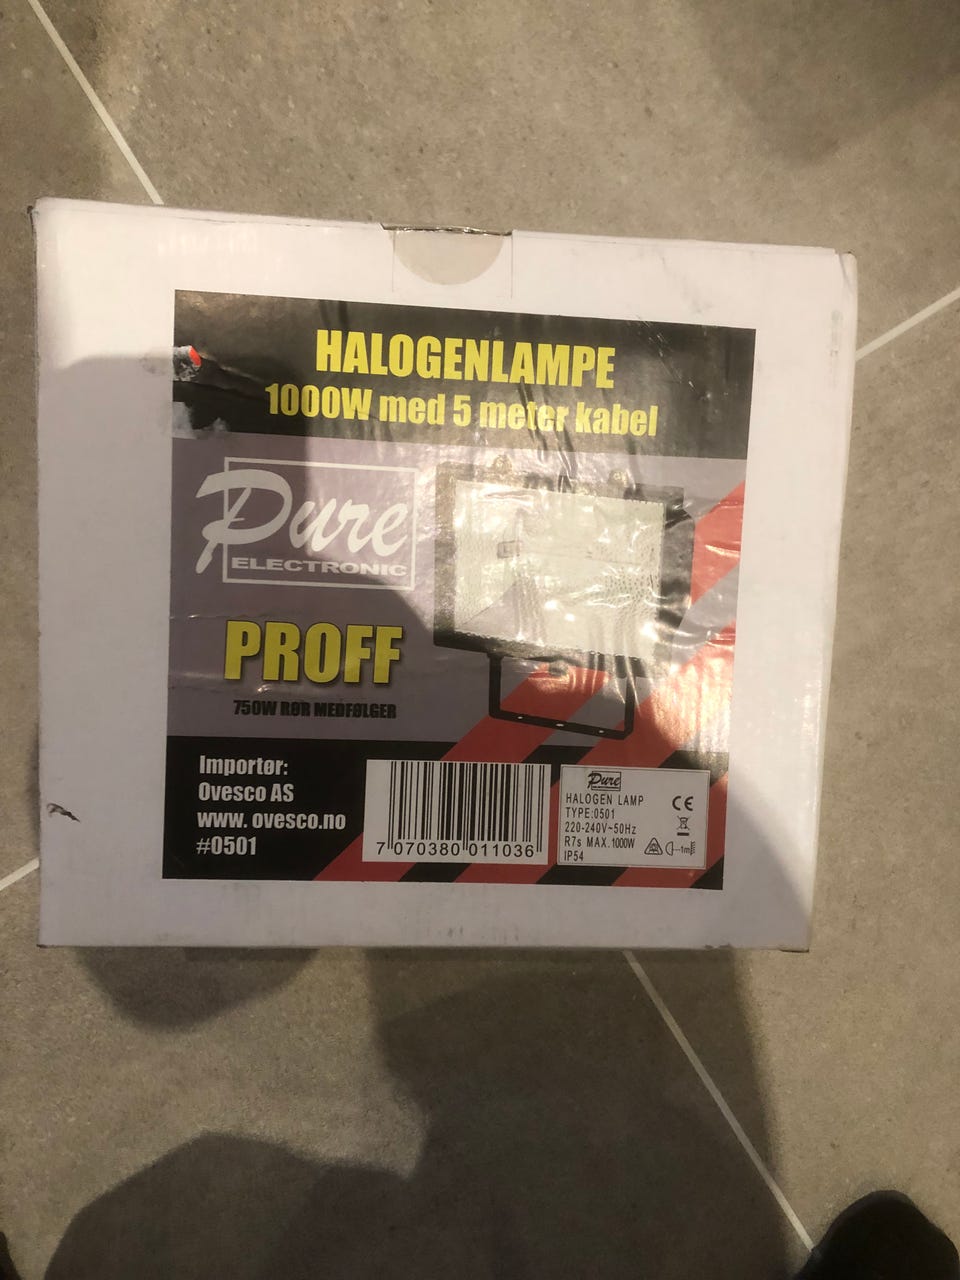 HALOGENLAMPE
1000W med 5 meter kabel
Pure
ELECTRONIC
PROFF
750W RØR MEDFØLGER
Importør:
Ovesco AS
www. ovesco.no
#0501
7 070380 011036
Pure
HALOGEN LAMP
TYPE:0501
220-240V~50Hz
R7s MAX.1000W
IP54
CE
1m